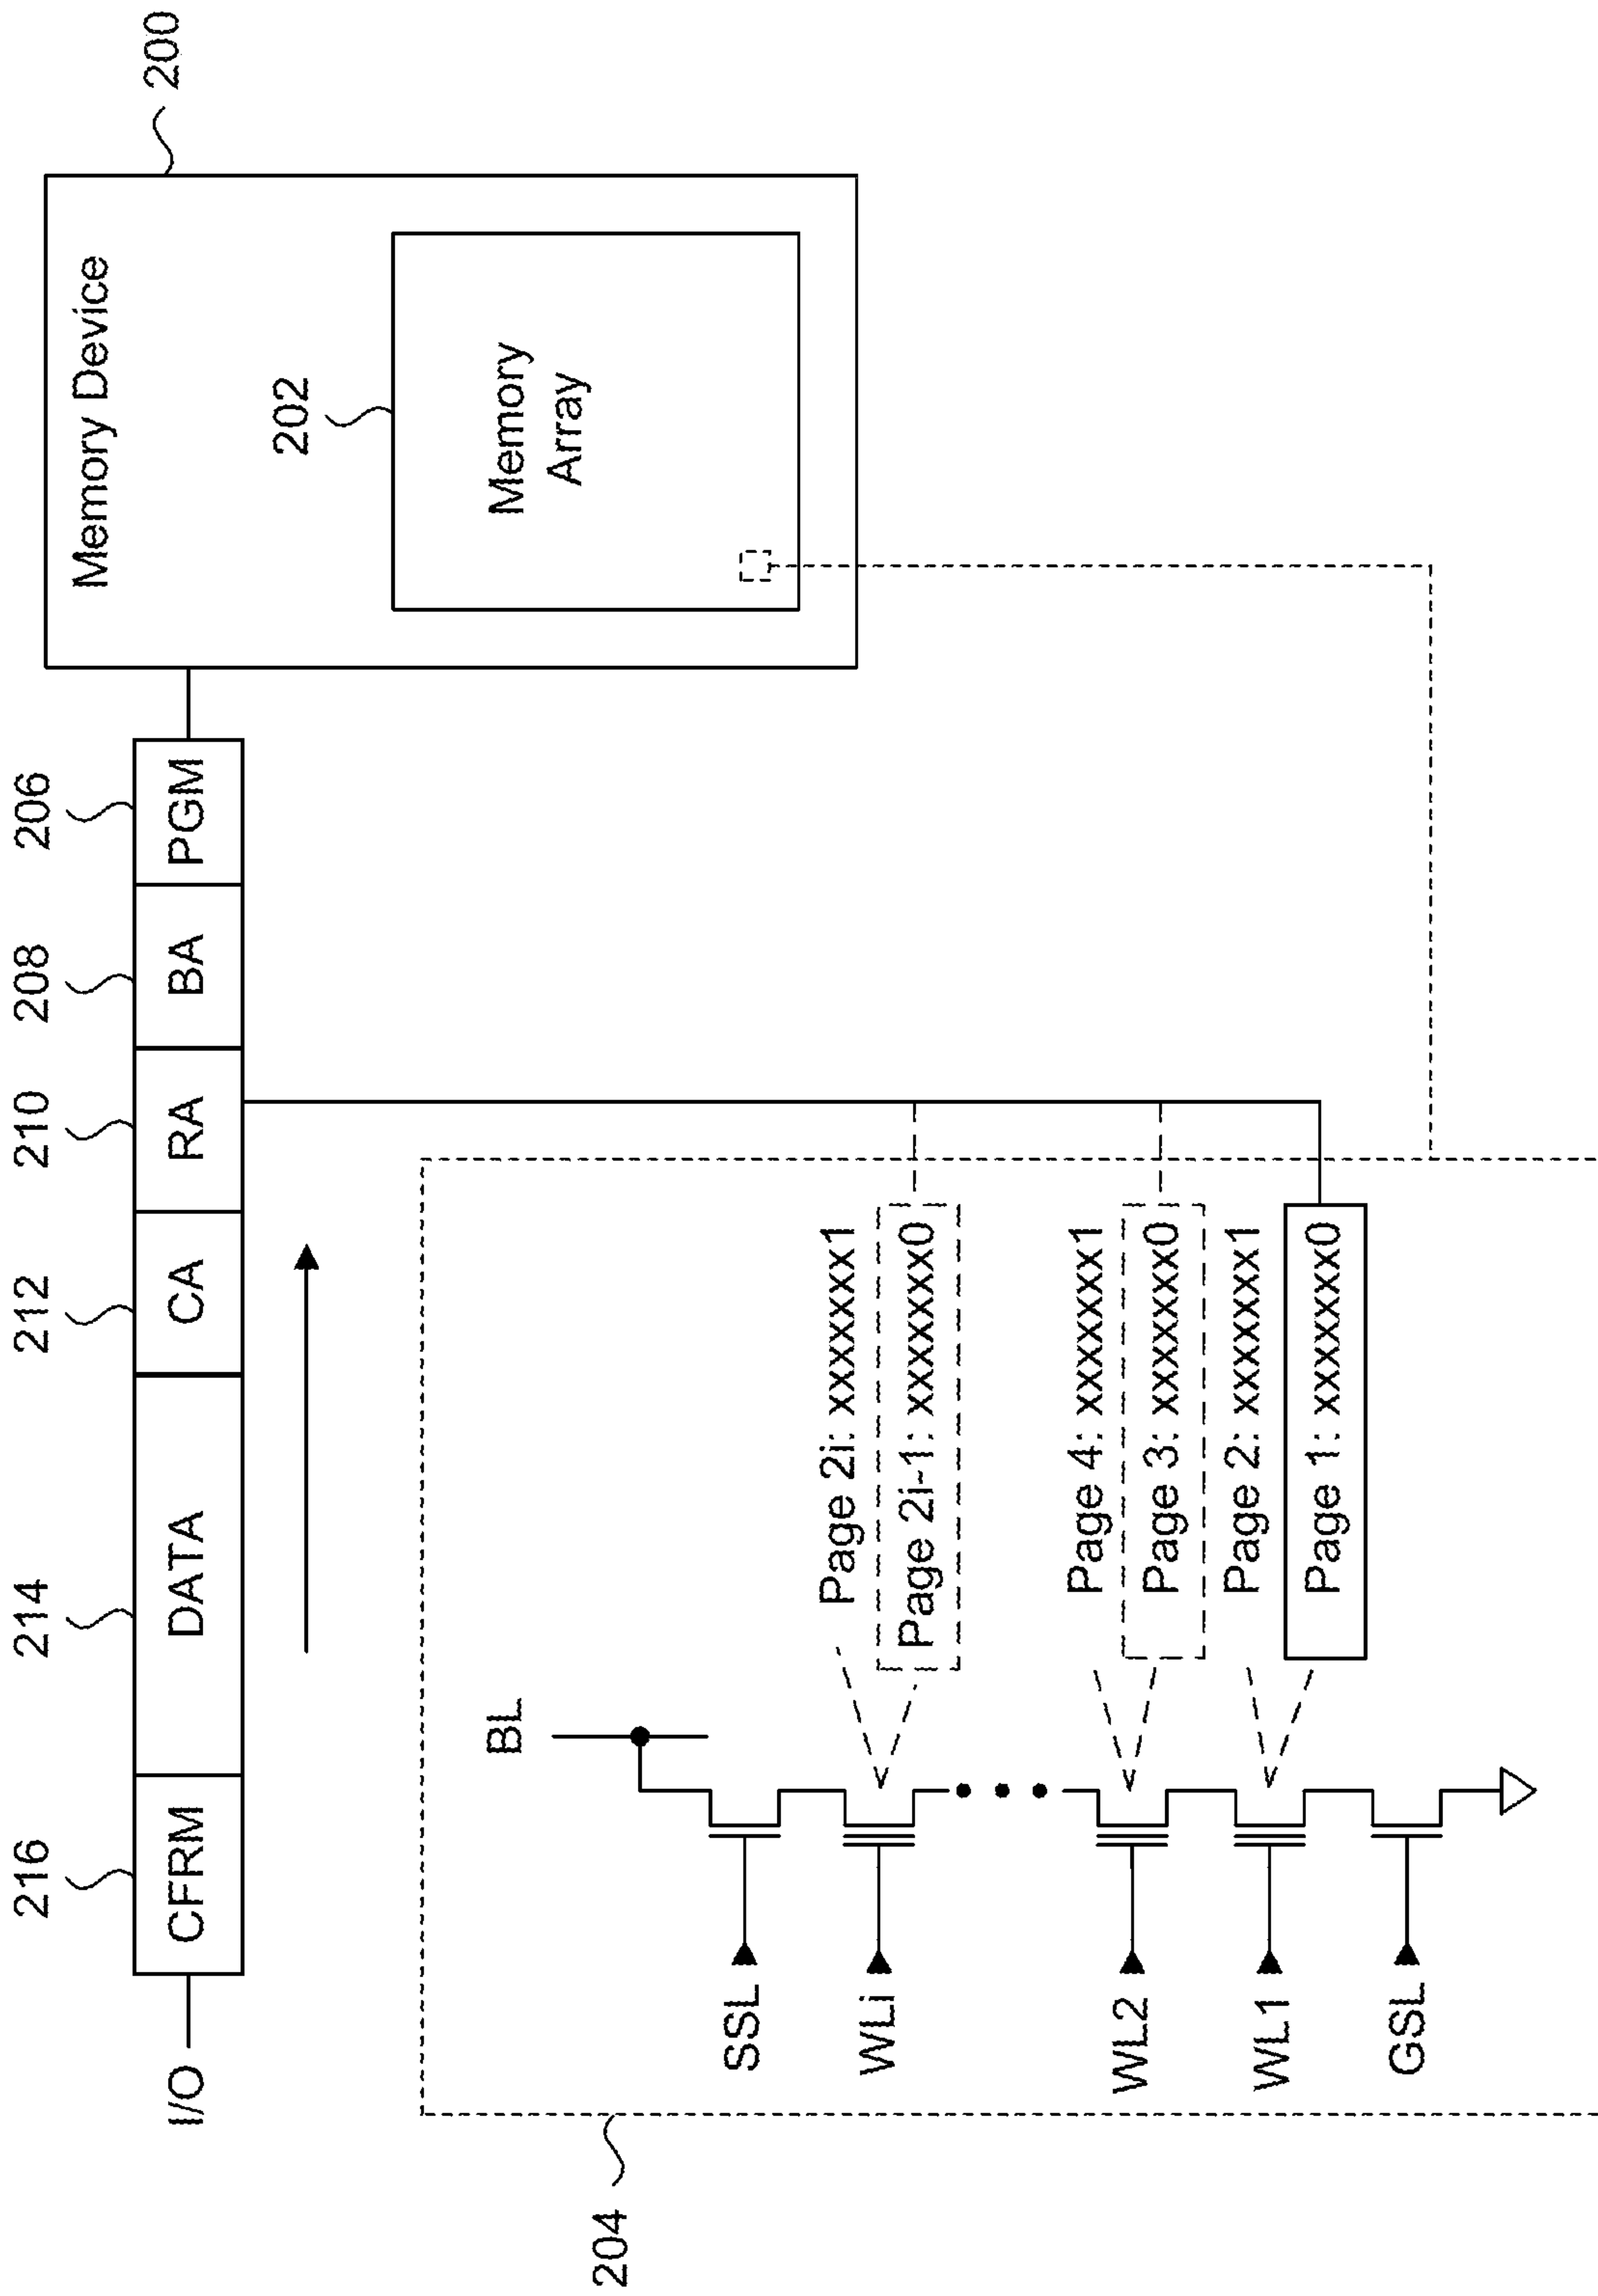 216
214
212
210
208
206
200
I/O
CFRM
DATA
CA
RA
BA
PGM
Memory Device
202
Memory
Array
204
BL
SSL
WLi
WL2
WL1
GSL
Page 2i: xxxxxxx1
Page 2i-1: xxxxxxx0
Page 4: xxxxxxx1
Page 3: xxxxxxx0
Page 2: xxxxxxx1
Page 1: xxxxxxx0